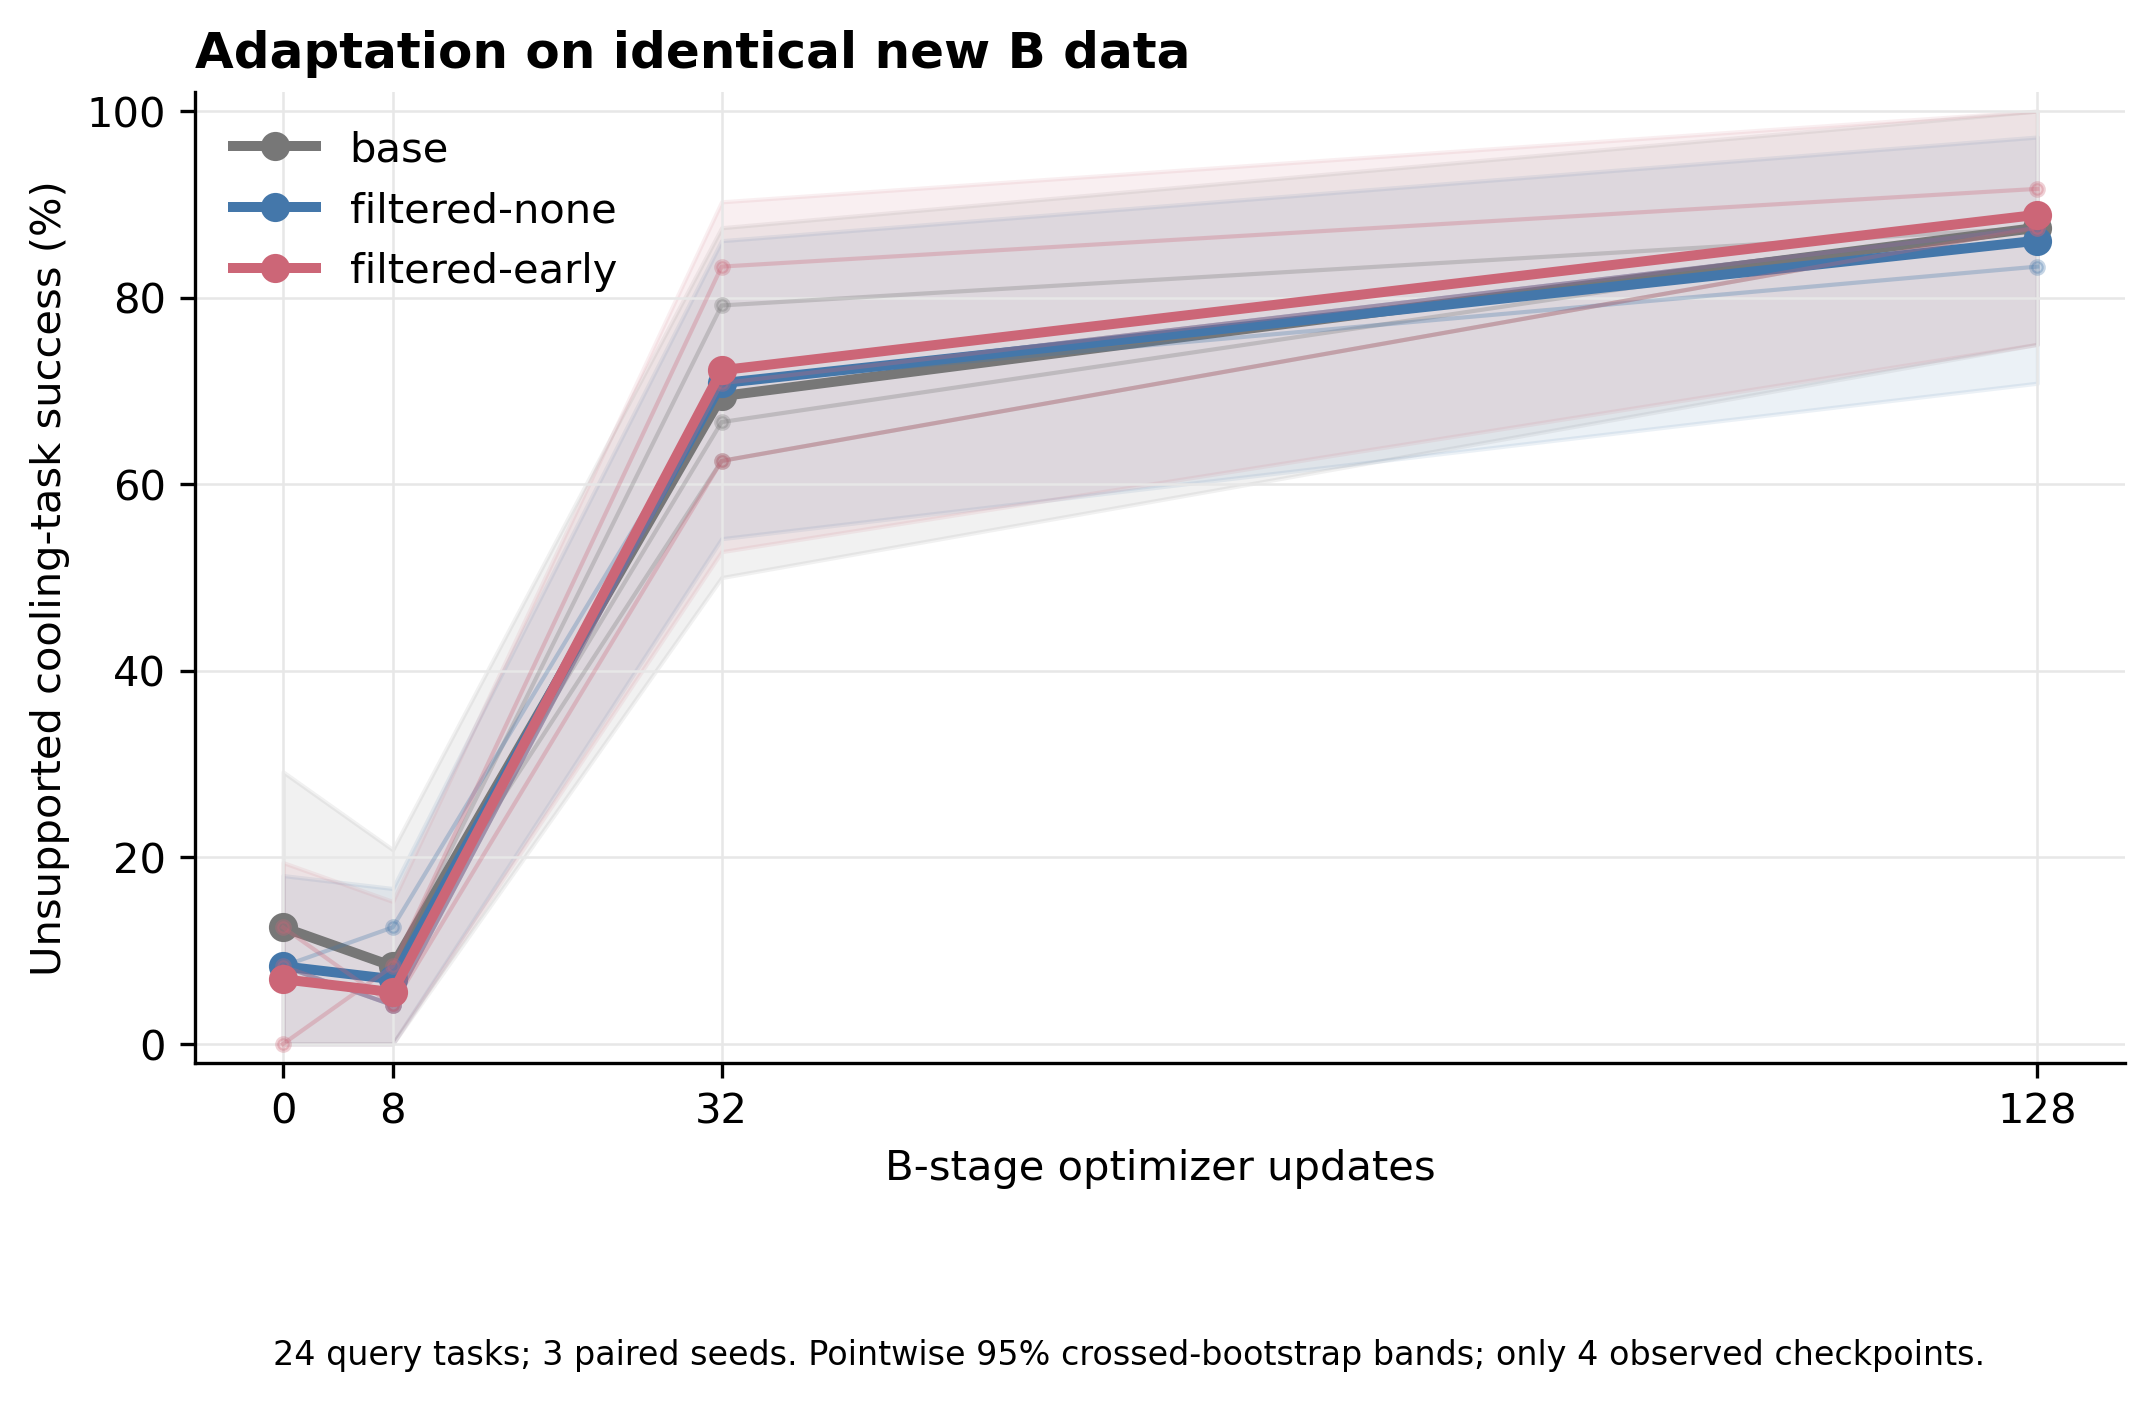 Adaptation on identical new B data
100
80
60
40
20
0
Unsupported cooling-task success (%)
base
filtered-none
filtered-early
0 8 32 128
B-stage optimizer updates
24 query tasks; 3 paired seeds. Pointwise 95% crossed-bootstrap bands; only 4 observed checkpoints.